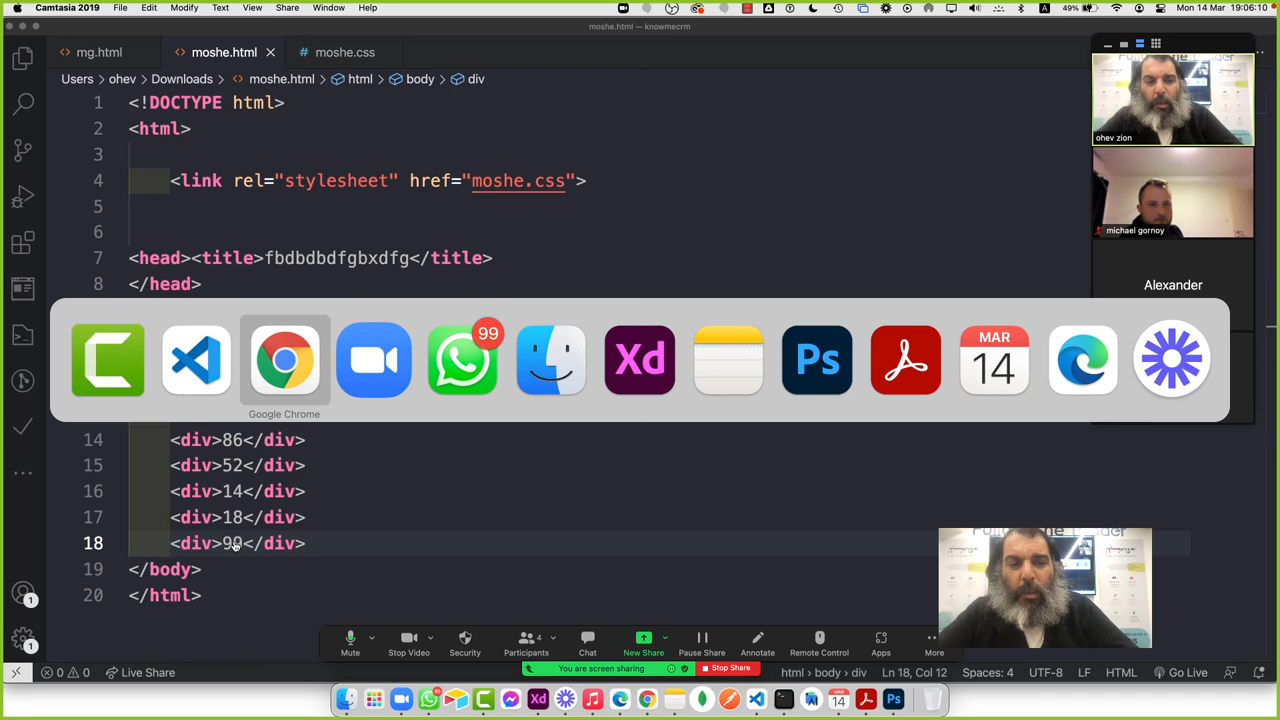 Camtasia 2019 File Edit Modify Text View Share Window Help 49% A Mon 14 Mar 19:06:10
moshe.html — knowmecrm
mg.html moshe.html moshe.css
Users > ohev > Downloads > moshe.html > html > body > div
1 <!DOCTYPE html>
2 <html>
3
4 <link rel="stylesheet" href="moshe.css">
5
6
7 <head><title>fbdbdbdfgbxdfg</title>
8 </head>
ohev zion
michael gornoy
Alexander
99
Xd
Ps
MAR
14
Google Chrome
14 <div>86</div>
15 <div>52</div>
16 <div>14</div>
17 <div>18</div>
18 <div>99</div>
19 </body>
20 </html>
1
1
4
Mute Stop Video Security Participants Chat New Share Pause Share Annotate Remote Control Apps More
You are screen sharing Stop Share
0 0 Live Share html > body > div Ln 18, Col 12 Spaces: 4 UTF-8 LF HTML Go Live